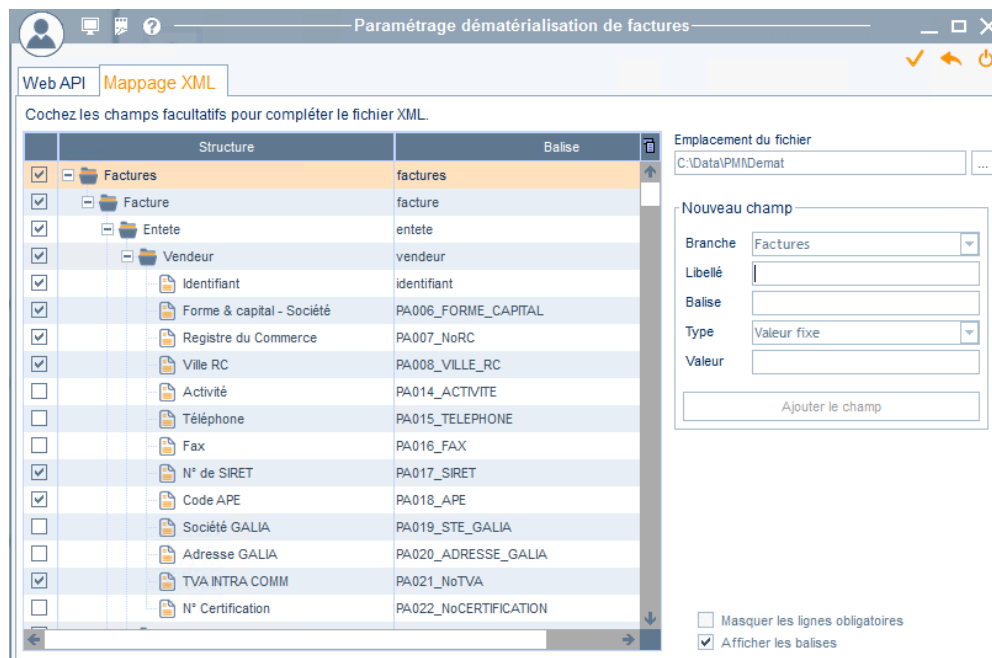 Paramétrage dématérialisation de factures
Web API
Mappage XML
Cochez les champs facultatifs pour compléter le fichier XML.
Structure Balise
Factures factures
Facture facture
Entete entete
Vendeur vendeur
Identifiant identifiant
Forme & capital - Société PA006_FORME_CAPITAL
Registre du Commerce PA007_NoRC
Ville RC PA008_VILLE_RC
Activité PA014_ACTIVITE
Téléphone PA015_TELEPHONE
Fax PA016_FAX
N° de SIRET PA017_SIRET
Code APE PA018_APE
Société GALIA PA019_STE_GALIA
Adresse GALIA PA020_ADRESSE_GALIA
TVA INTRA COMM PA021_NoTVA
N° Certification PA022_NoCERTIFICATION
Emplacement du fichier
C:\Data\PMI\Demat ...
Nouveau champ
Branche Factures
Libellé
Balise
Type Valeur fixe
Valeur
Ajouter le champ
Masquer les lignes obligatoires
Afficher les balises